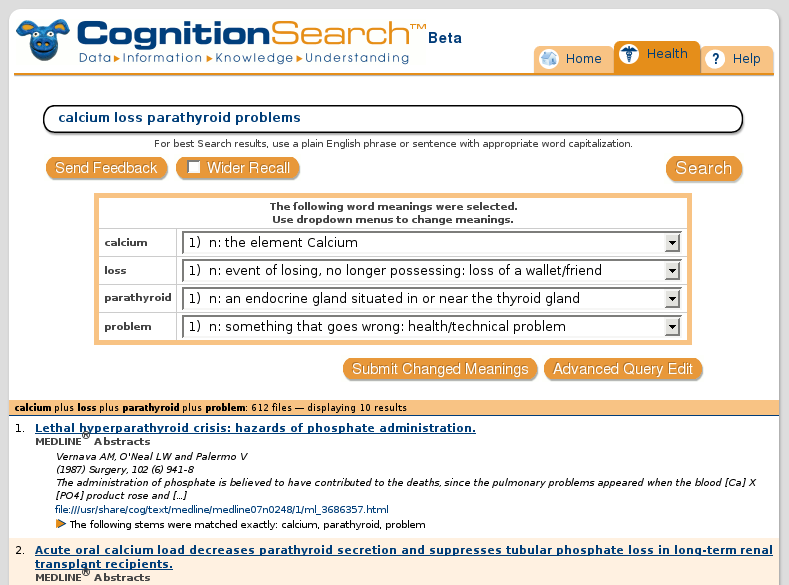 CognitionSearch™ Beta
Data▸Information▸Knowledge▸Understanding
Home
Health
? Help
calcium loss parathyroid problems
For best Search results, use a plain English phrase or sentence with appropriate word capitalization.
Send Feedback
Wider Recall
Search
The following word meanings were selected.
Use dropdown menus to change meanings.
calcium 1) n: the element Calcium
loss 1) n: event of losing, no longer possessing: loss of a wallet/friend
parathyroid 1) n: an endocrine gland situated in or near the thyroid gland
problem 1) n: something that goes wrong: health/technical problem
Submit Changed Meanings
Advanced Query Edit
calcium plus loss plus parathyroid plus problem: 612 files — displaying 10 results
1. Lethal hyperparathyroid crisis: hazards of phosphate administration.
MEDLINE® Abstracts
Vernava AM, O'Neal LW and Palermo V
(1987) Surgery, 102 (6) 941-8
The administration of phosphate is believed to have contributed to the deaths, since the pulmonary problems appeared when the blood [Ca] X
[PO4] product rose and [...]
file:///usr/share/cog/text/medline/medline07n0248/1/ml_3686357.html
The following stems were matched exactly: calcium, parathyroid, problem
2. Acute oral calcium load decreases parathyroid secretion and suppresses tubular phosphate loss in long-term renal
transplant recipients.
MEDLINE® Abstracts